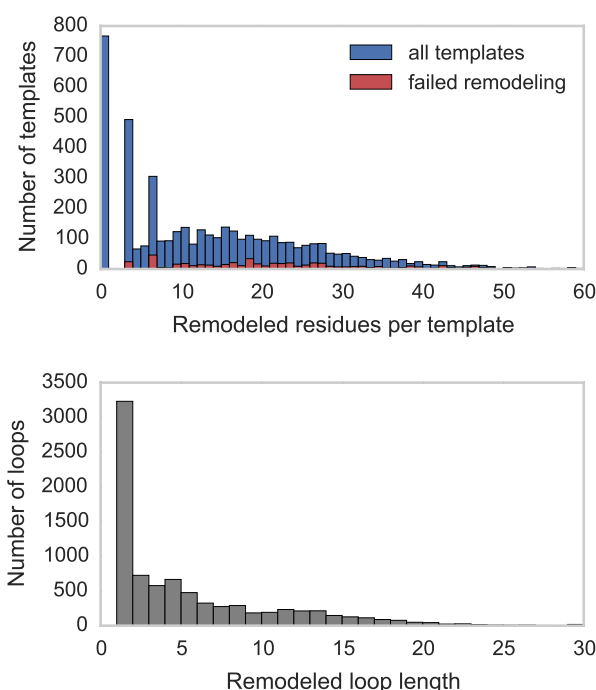 800
700
600
500
400
300
200
100
0
Number of templates
all templates
failed remodeling
0 10 20 30 40 50 60
Remodeled residues per template
3500
3000
2500
2000
1500
1000
500
0
Number of loops
0 5 10 15 20 25 30
Remodeled loop length